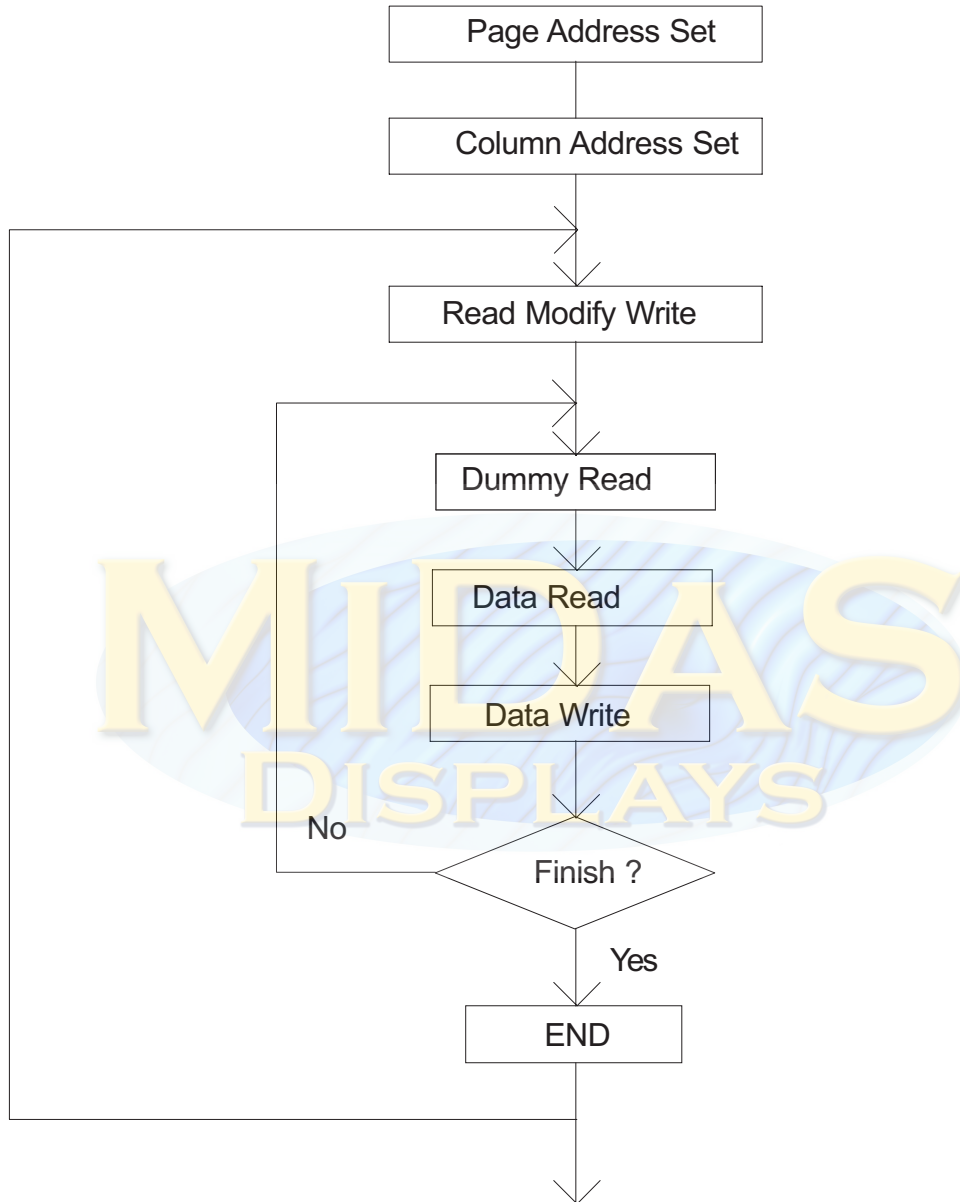 Page Address Set
Column Address Set
Read Modify Write
Dummy Read
Data Read
MIDAS
Data Write
DISPLAYS
No
Finish ?
Yes
END